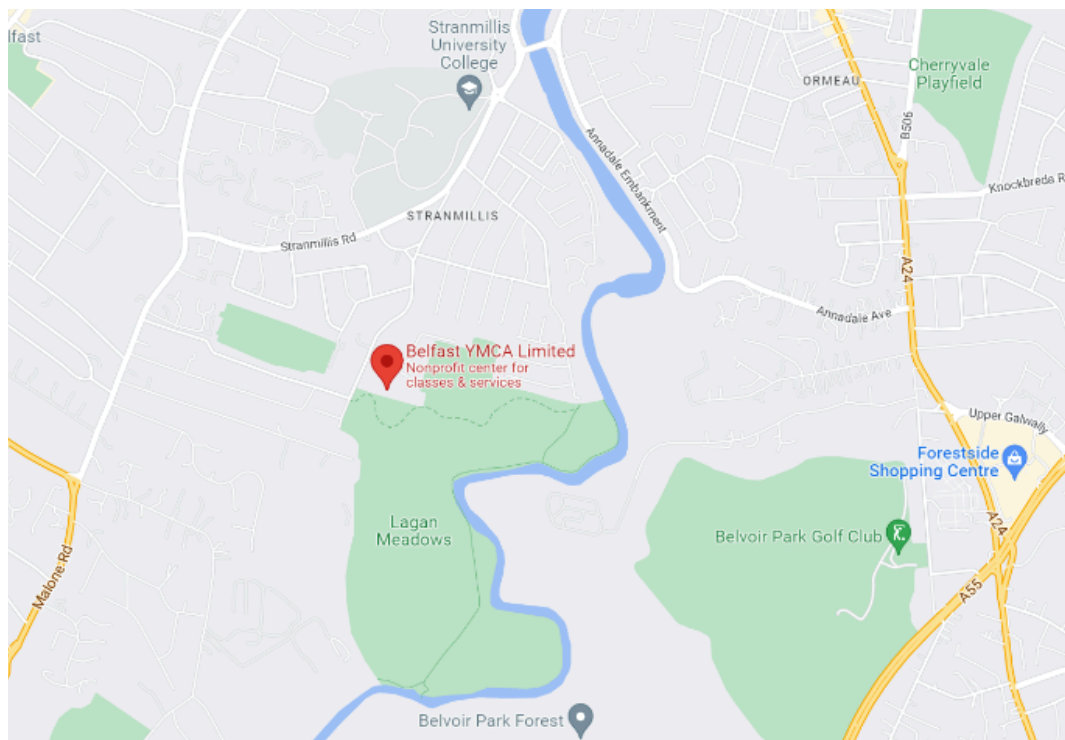 lfast
Stranmillis
University
College
ORMEAU
Cherryvale
Playfield
B506
Annadale Embankment
Knockbreda R
STRANMILLIS
Stranmillis Rd
A24
Annadale Ave
Belfast YMCA Limited
Nonprofit center for
classes & services
Upper Galwally
Forestside
Shopping Centre
Lagan
Meadows
A24
Belvoir Park Golf Club
Malone Rd
A55
Belvoir Park Forest